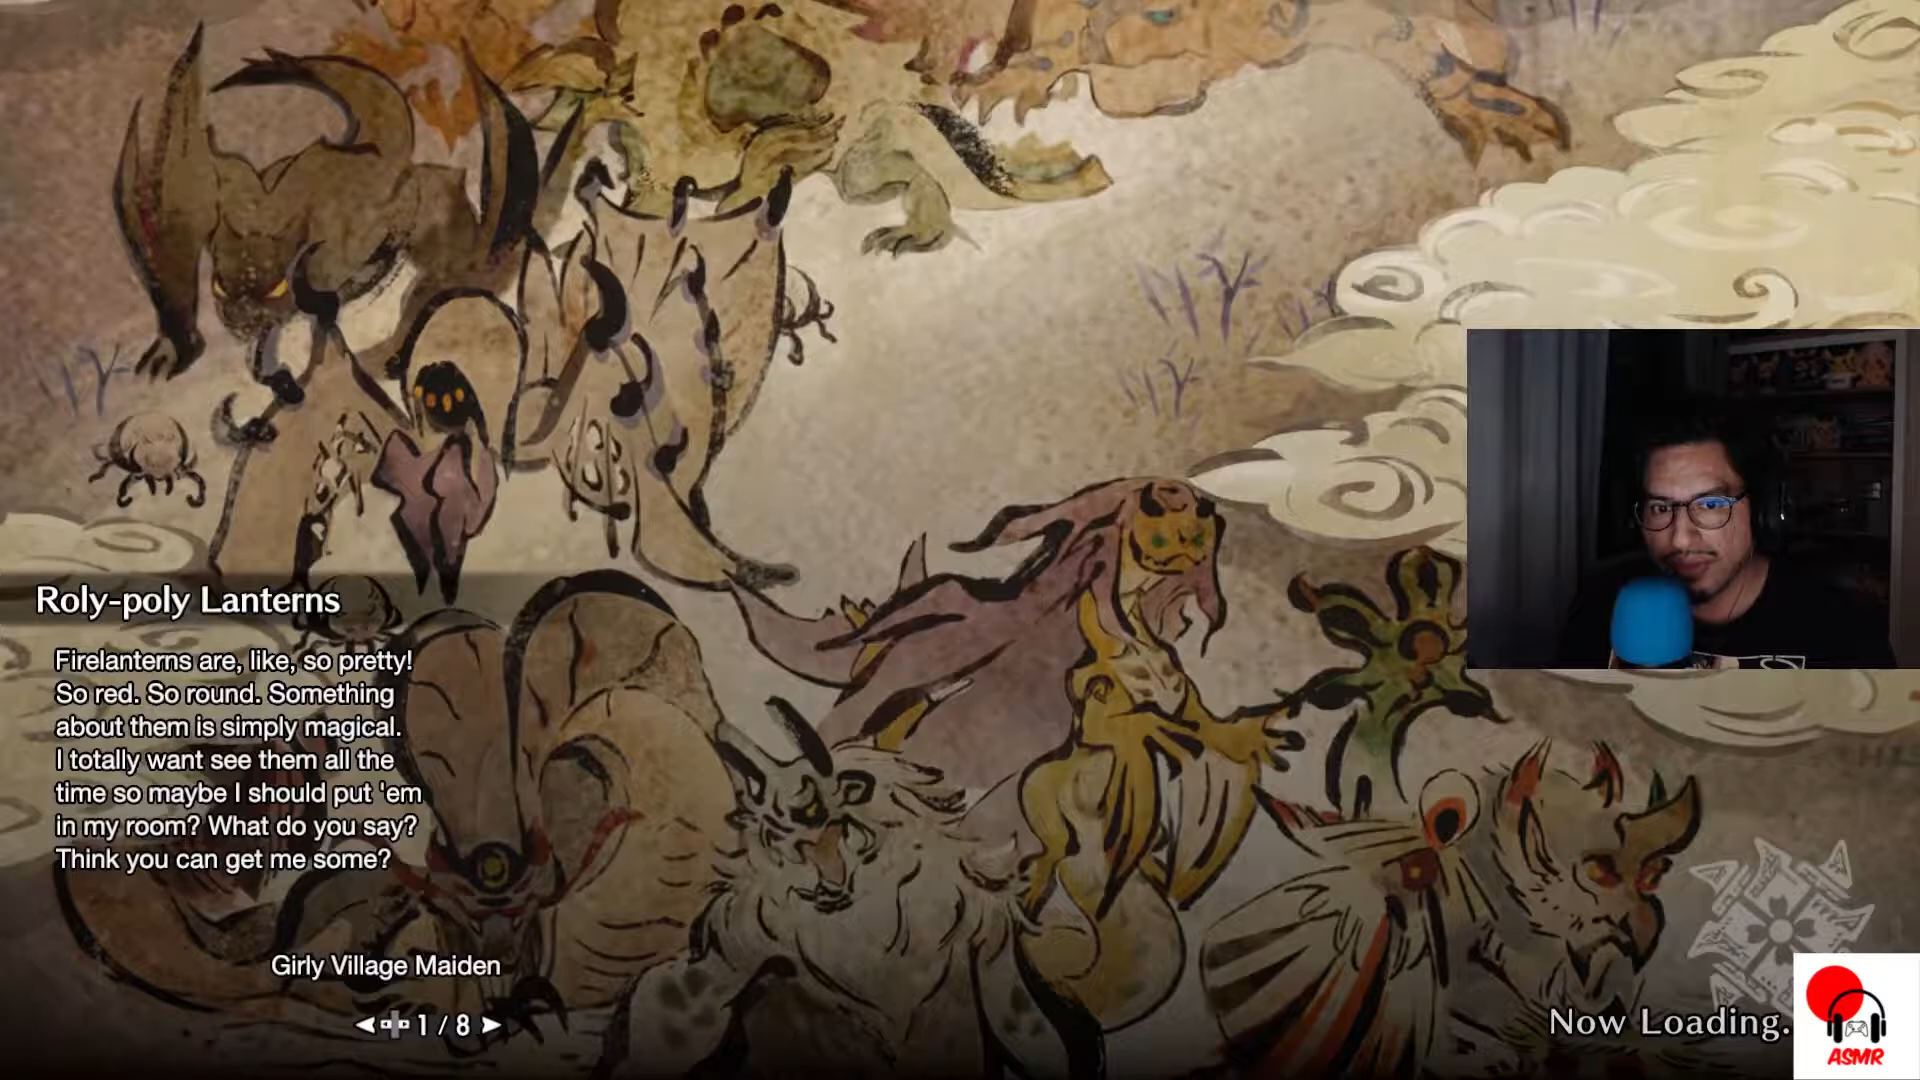 Roly-poly Lanterns
Firelanterns are, like, so pretty!
So red. So round. Something
about them is simply magical.
I totally want see them all the
time so maybe I should put 'em
in my room? What do you say?
Think you can get me some?
Girly Village Maiden
1 / 8
Now Loading.
ASMR